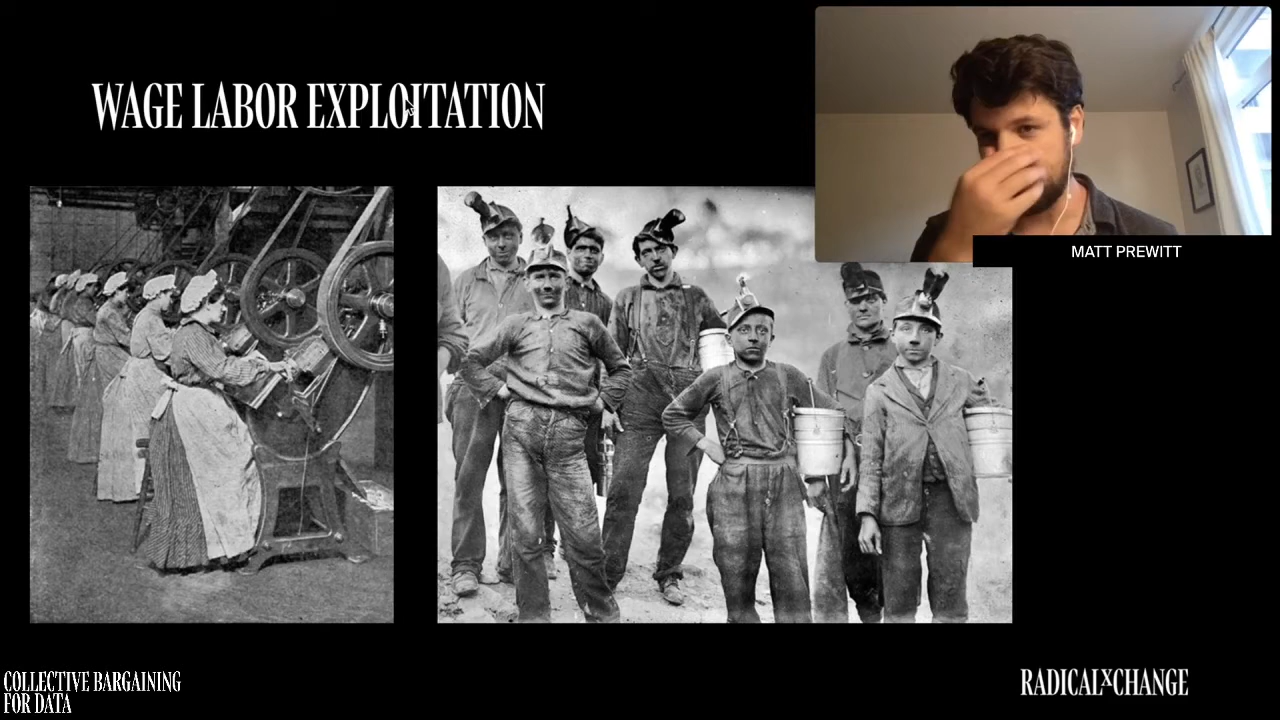 WAGE LABOR EXPLOITATION
MATT PREWITT
COLLECTIVE BARGAINING
FOR DATA
RADICALXCHANGE